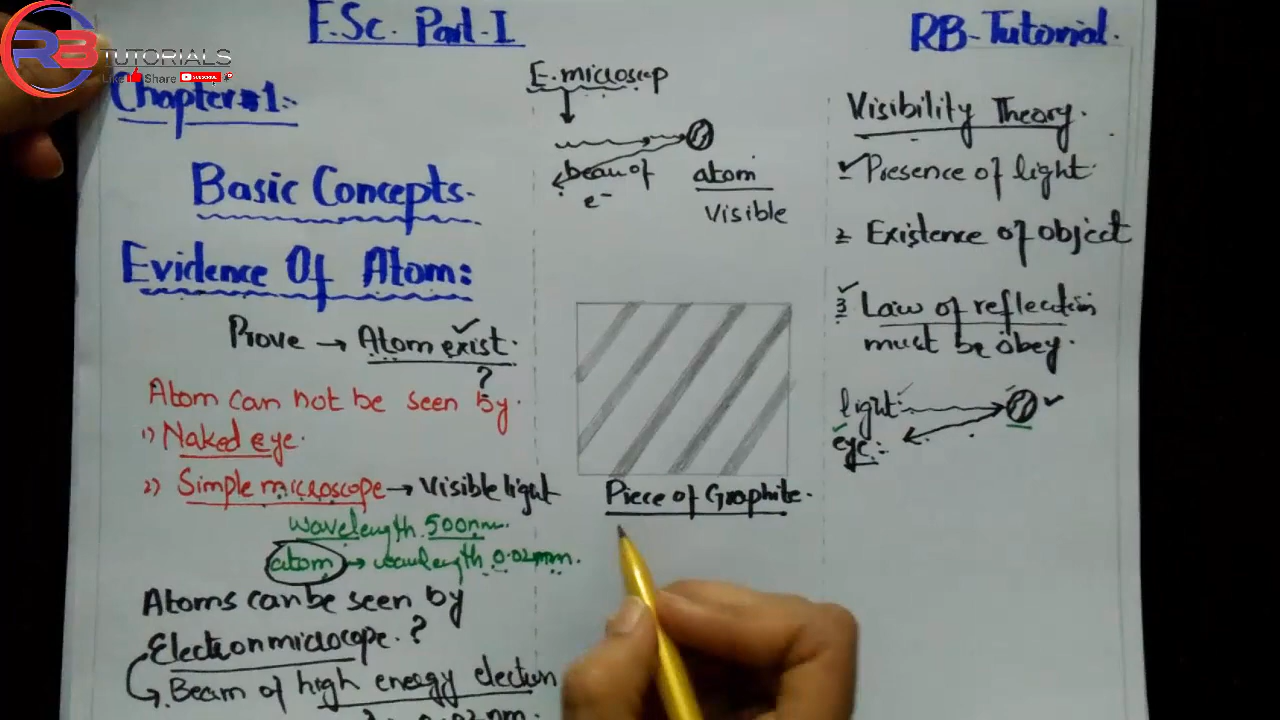 RB TUTORIALS
Like Share
F.Sc. Part-I
RB-Tutorial.
Chapter#1:-
Basic Concepts.
Evidence Of Atom:
Prove → Atom exist.
?
Atom can not be seen by.
1) Naked eye.
2) Simple microscope → Visible light
wavelength 500nm.
atom → wavelength 0.02nm.
Atoms can be seen by
Electron microscope.?
Beam of high energy electron
E.microscop
beam of
e⁻
atom
visible
Piece of Graphite.
Visibility Theory.
1 Presence of light.
2 Existence of object
3 Law of reflection
must be obey.
light:
eye:-